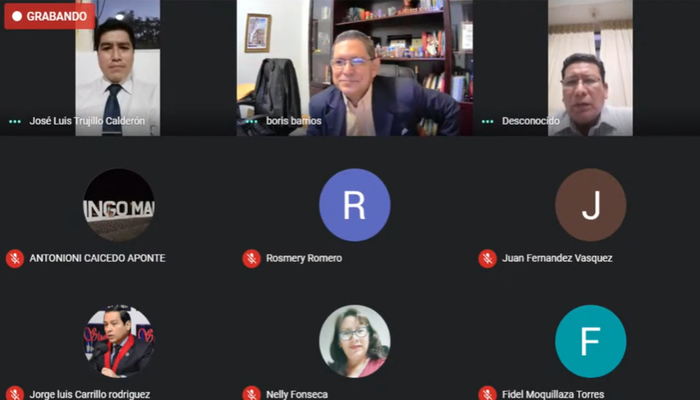 GRABANDO
José Luis Trujillo Calderón
boris barrios
Desconocido
INGO MA
ANTONIONI CAICEDO APONTE
R
Rosmery Romero
J
Juan Fernandez Vasquez
Jorge luis Carrillo rodriguez
Nelly Fonseca
F
Fidel Moquillaza Torres